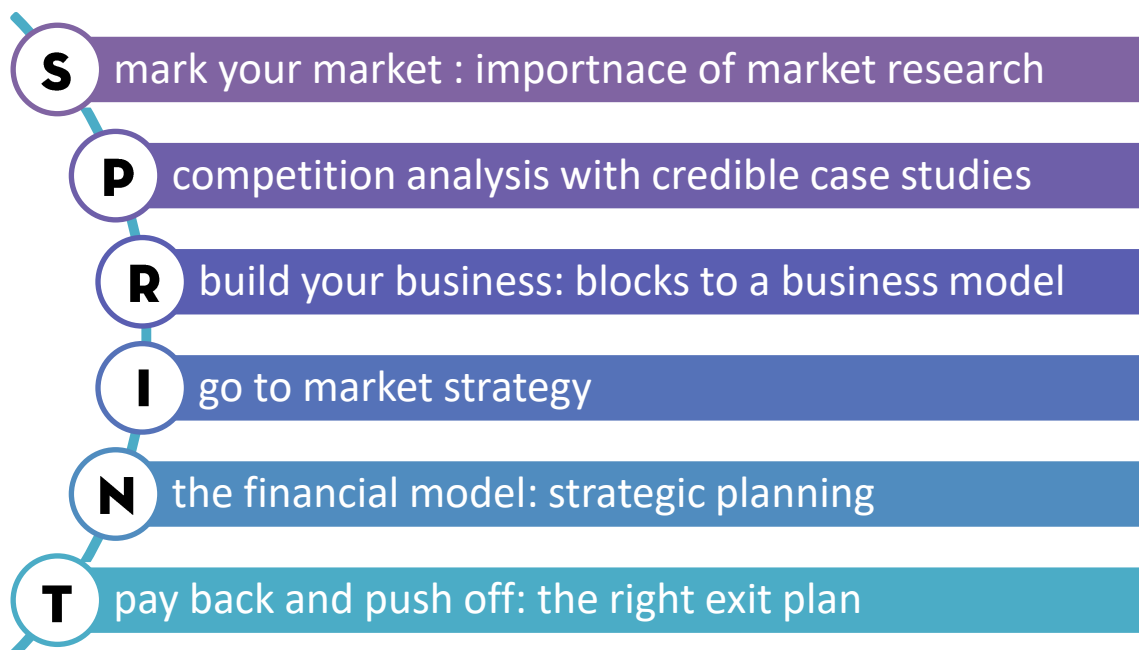 S mark your market : importnace of market research
P competition analysis with credible case studies
R build your business: blocks to a business model
I go to market strategy
N the financial model: strategic planning
T pay back and push off: the right exit plan